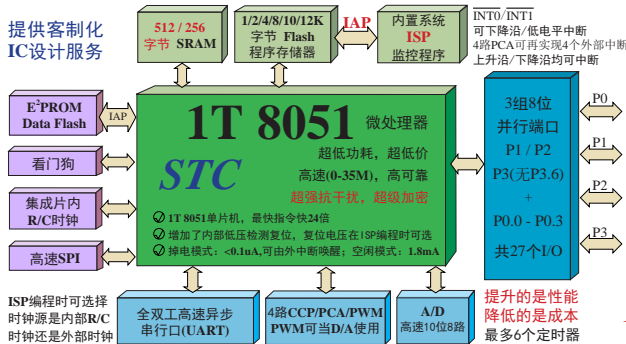 提供客制化
IC设计服务
512 / 256
字节 SRAM
1/2/4/8/10/12K
字节 Flash
程序存储器
IAP
内置系统
ISP
监控程序
INT0/INT1
可下降沿/低电平中断
4路PCA可再实现4个外部中断
上升沿/下降沿均可中断
E²PROM
Data Flash
IAP
看门狗
集成片内
R/C时钟
高速SPI
1T 8051 微处理器
STC
超低功耗，超低价
高速(0-35M)，高可靠
超强抗干扰，超级加密
1T 8051单片机，最快指令快24倍
增加了内部低压检测复位，复位电压在ISP编程时可选
掉电模式：<0.1uA,可由外中断唤醒；空闲模式：1.8mA
3组8位
并行端口
P1 / P2
P3(无P3.6)
+
P0.0 - P0.3
共27个I/O
P0
P1
P2
P3
ISP编程时可选择
时钟源是内部R/C
时钟还是外部时钟
全双工高速异步
串行口(UART)
4路CCP/PCA/PWM
PWM可当D/A使用
A/D
高速10位8路
提升的是性能
降低的是成本
最多6个定时器